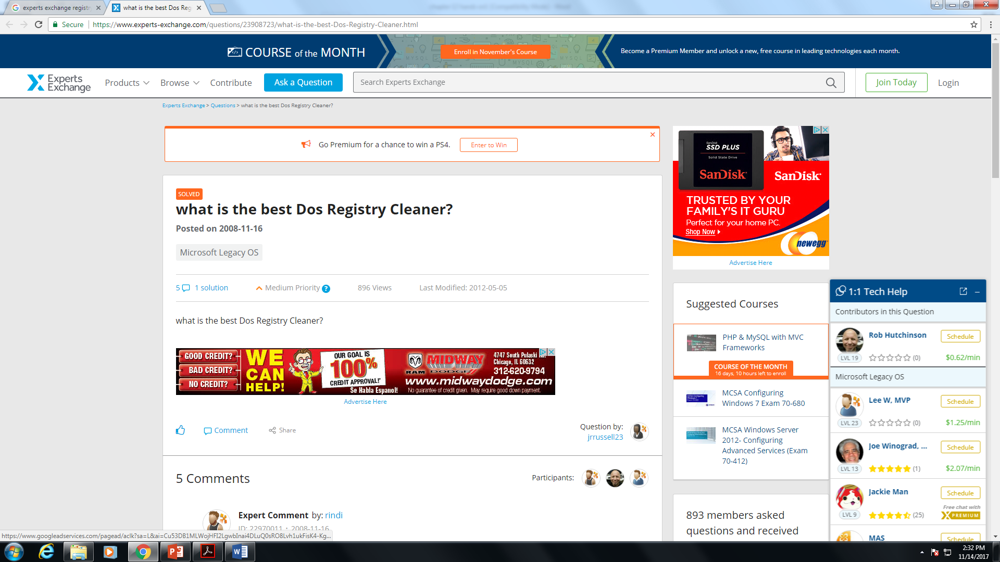 experts exchange registr
what is the best Dos Reg
Secure
https://www.experts-exchange.com/questions/23908723/what-is-the-best-Dos-Registry-Cleaner.html
COURSE of the MONTH
Enroll in November's Course
Become a Premium Member and unlock a new, free course in leading technologies each month.
Experts Exchange
Products
Browse
Contribute
Ask a Question
Search Experts Exchange
Join Today
Login
Experts Exchange > Questions > what is the best Dos Registry Cleaner?
Go Premium for a chance to win a PS4.
Enter to Win
SOLVED
what is the best Dos Registry Cleaner?
Posted on 2008-11-16
Microsoft Legacy OS
5
1 solution
Medium Priority ?
896 Views
Last Modified: 2012-05-05
what is the best Dos Registry Cleaner?
GOOD CREDIT?
BAD CREDIT?
NO CREDIT?
WE CAN HELP!
OUR GOAL IS
100%
CREDIT APPROVAL!*
Se Habla Espanol!
RAM
MIDWAY
DODGE
4747 South Pulaski Rd.
Chicago, IL 60632
312-620-9794
www.midwaydodge.com
No guarantee of credit given. May require good down payment.
Advertise Here
Comment
Share
Question by:
jrrussell23
5 Comments
Participants:
Expert Comment by: rindi
ID: 22970011 · 2008-11-16
SanDisk
SSD PLUS
Solid State Drive
SanDisk
SanDisk
TRUSTED BY YOUR
FAMILY'S IT GURU
Perfect for your home PC.
Shop Now
newegg
Advertise Here
Suggested Courses
PHP & MySQL with MVC
Frameworks
COURSE OF THE MONTH
16 days, 10 hours left to enroll
MCSA Configuring
Windows 7 Exam 70-680
MCSA Windows Server
2012- Configuring
Advanced Services (Exam
70-412)
893 members asked
questions and received
1:1 Tech Help
Contributors in this Question
Rob Hutchinson
Schedule
LVL 19
(0)
$0.62/min
Microsoft Legacy OS
Lee W, MVP
Schedule
LVL 23
(0)
$1.25/min
Joe Winograd, ...
Schedule
LVL 13
(1)
$2.07/min
Jackie Man
Schedule
LVL 9
(25)
Free chat with
PREMIUM
MAS
Schedule
https://www.googleadservices.com/pagead/aclk?sa=L&ai=Cu53DB1MLWojHFI2LgwbInai4DLuQ0sRO8Lvh1ukFisK4-Kg...
2:32 PM
11/14/2017